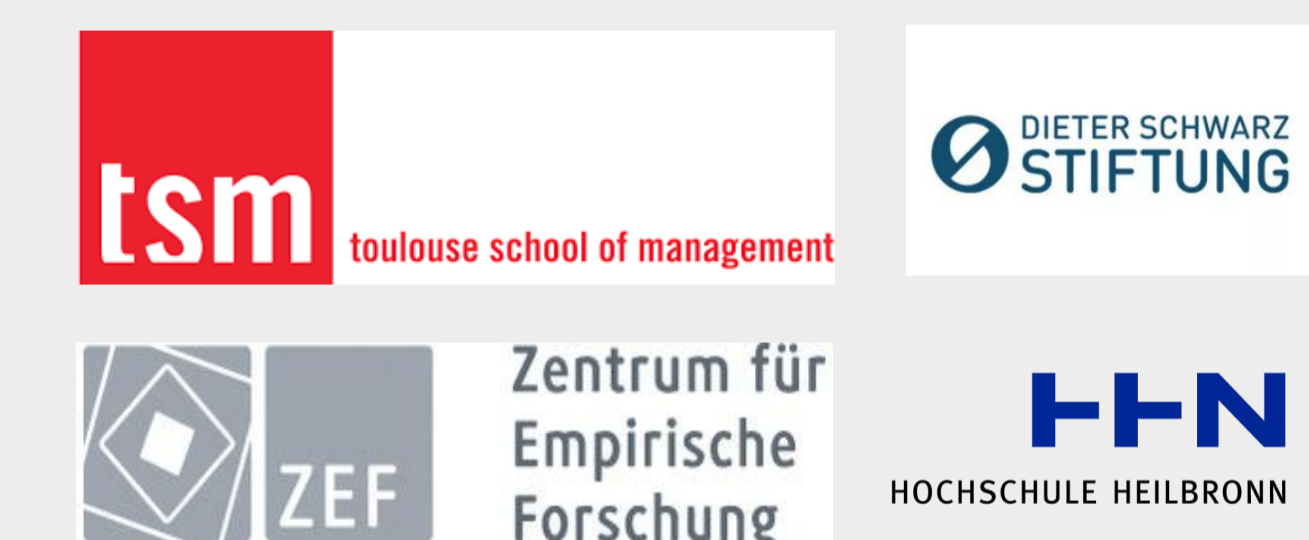 tsm
toulouse school of management
DIETER SCHWARZ
STIFTUNG
ZEF
Zentrum für
Empirische
Forschung
HHN
HOCHSCHULE HEILBRONN